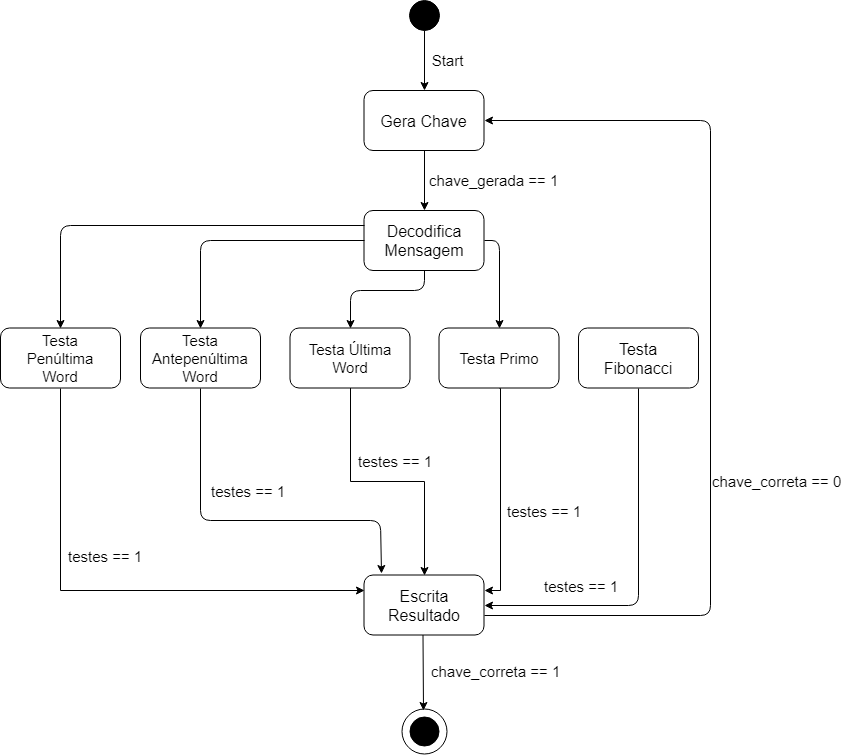 Start
Gera Chave
chave_gerada == 1
Decodifica
Mensagem
Testa
Penúltima
Word
Testa
Antepenúltima
Word
Testa Última
Word
Testa Primo
Testa
Fibonacci
testes == 1
testes == 1
testes == 1
testes == 1
testes == 1
chave_correta == 0
Escrita
Resultado
chave_correta == 1